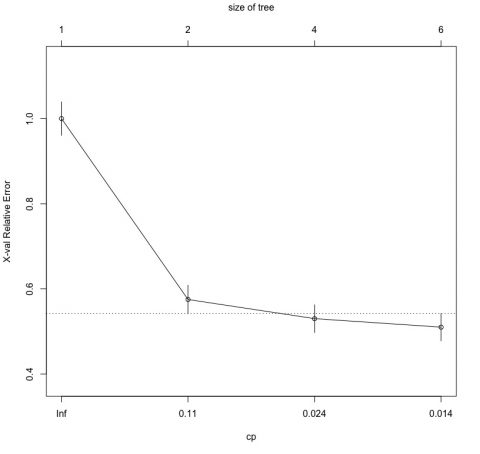 size of tree
1 2 4 6
X-val Relative Error
1.0
0.8
0.6
0.4
Inf 0.11 0.024 0.014
cp